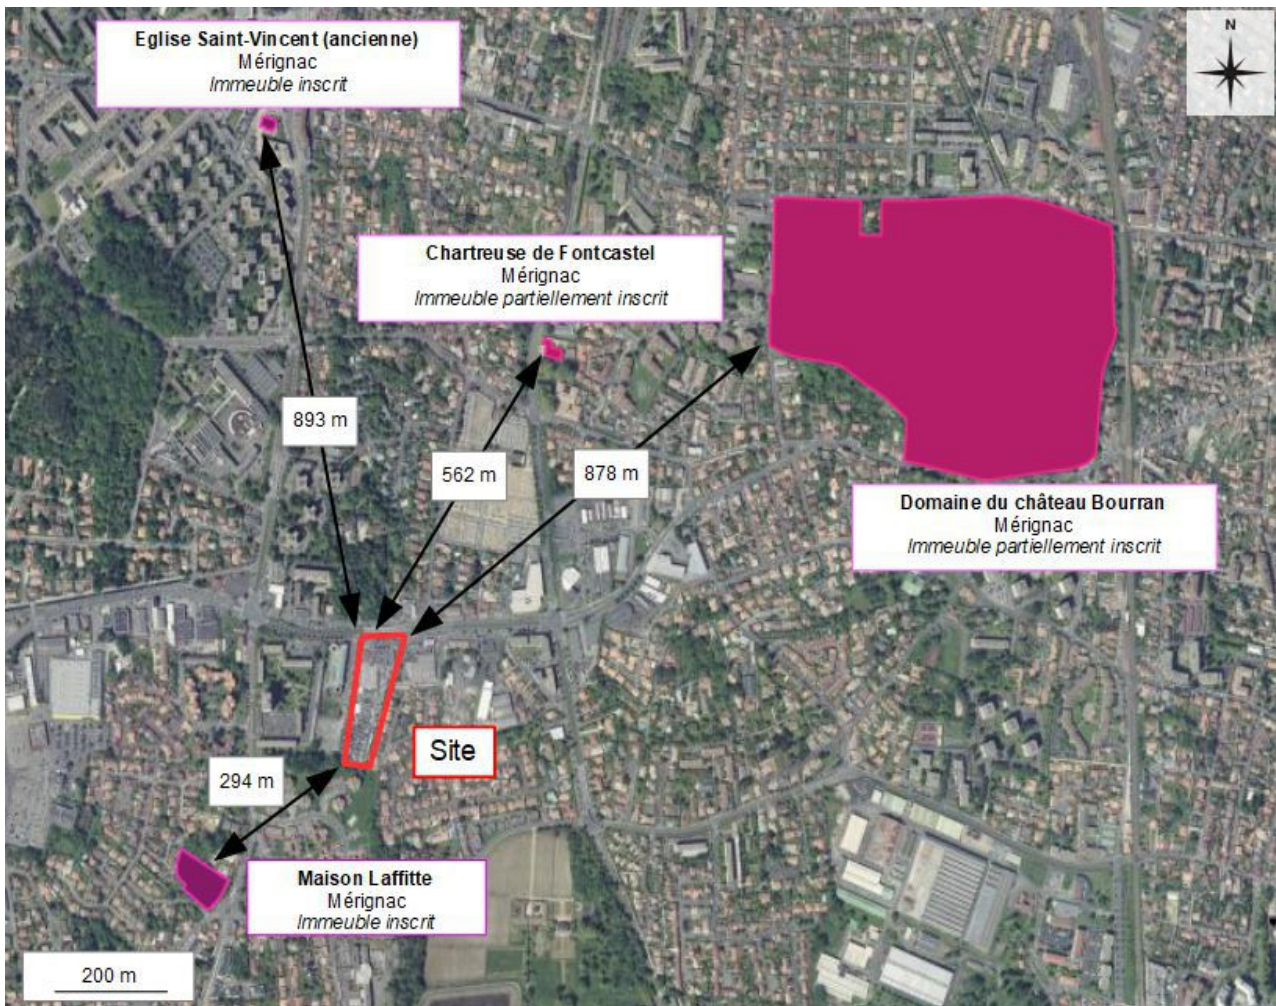 Eglise Saint-Vincent (ancienne)
Mérignac
Immeuble inscrit
N
Chartreuse de Fontcastel
Mérignac
Immeuble partiellement inscrit
893 m
562 m
878 m
Domaine du château Bourran
Mérignac
Immeuble partiellement inscrit
Site
294 m
Maison Laffitte
Mérignac
Immeuble inscrit
200 m